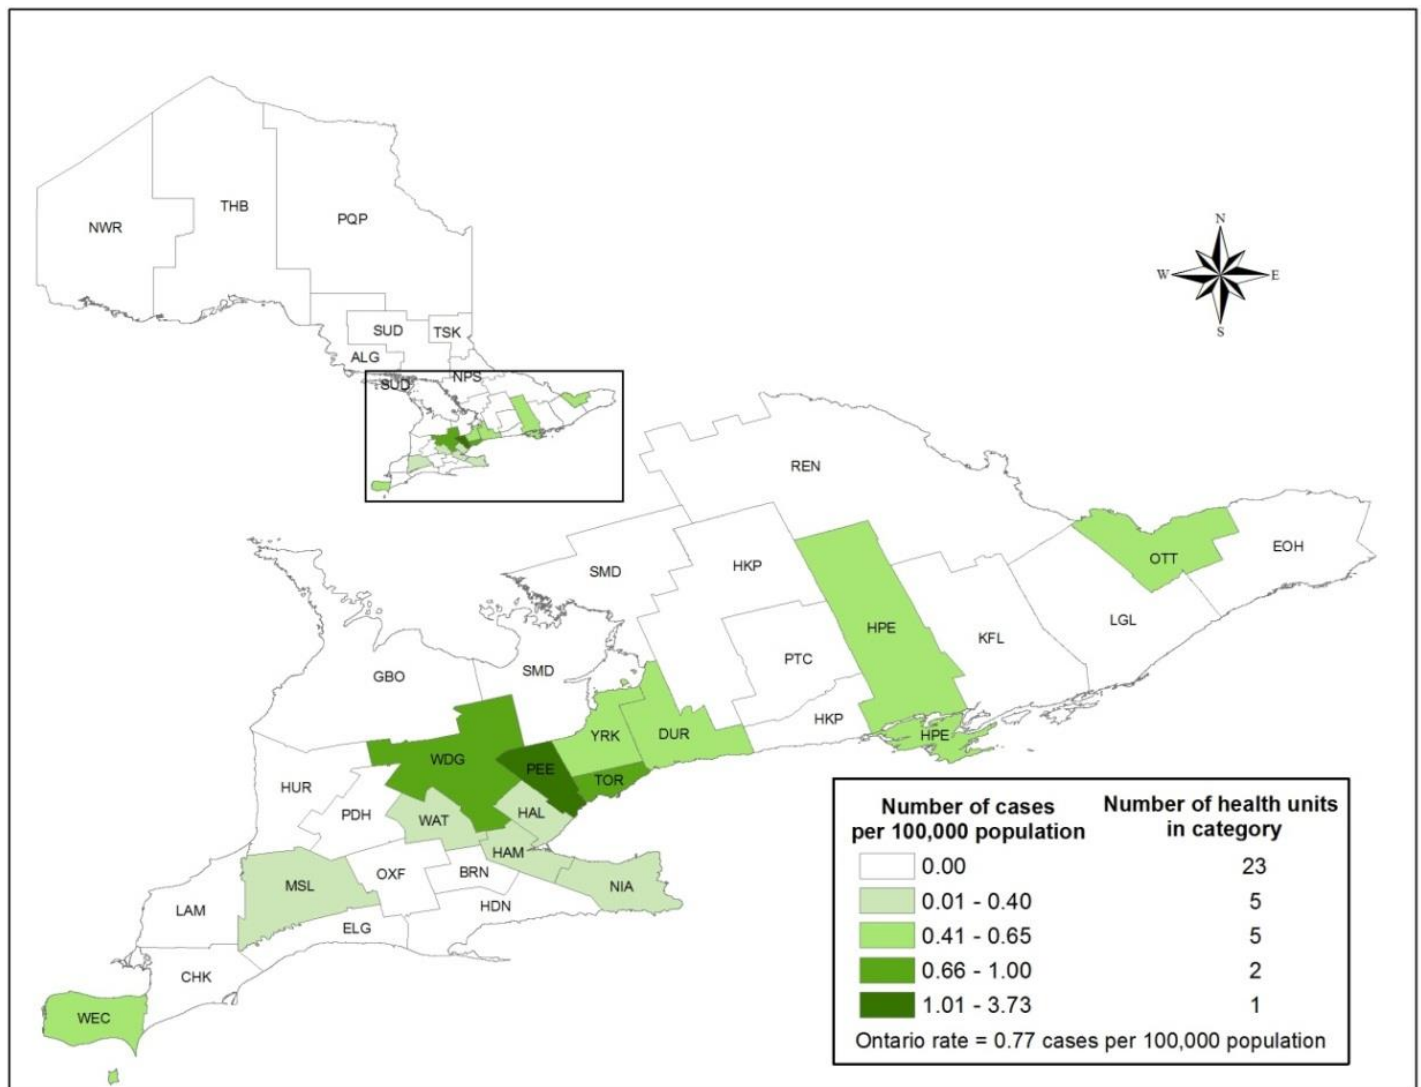 N
W E
S
NWR
THB
PQP
SUD
TSK
ALG
SUD
NPS
REN
SMD
HKP
HPE
OTT
EOH
LGL
KFL
PTC
GBO
SMD
HKP
HPE
YRK
DUR
WDG
PEE
TOR
HUR
PDH
WAT
HAL
HAM
MSL
OXF
BRN
NIA
LAM
ELG
HDN
CHK
WEC
Number of cases
per 100,000 population
Number of health units
in category
0.00 23
0.01 - 0.40 5
0.41 - 0.65 5
0.66 - 1.00 2
1.01 - 3.73 1
Ontario rate = 0.77 cases per 100,000 population